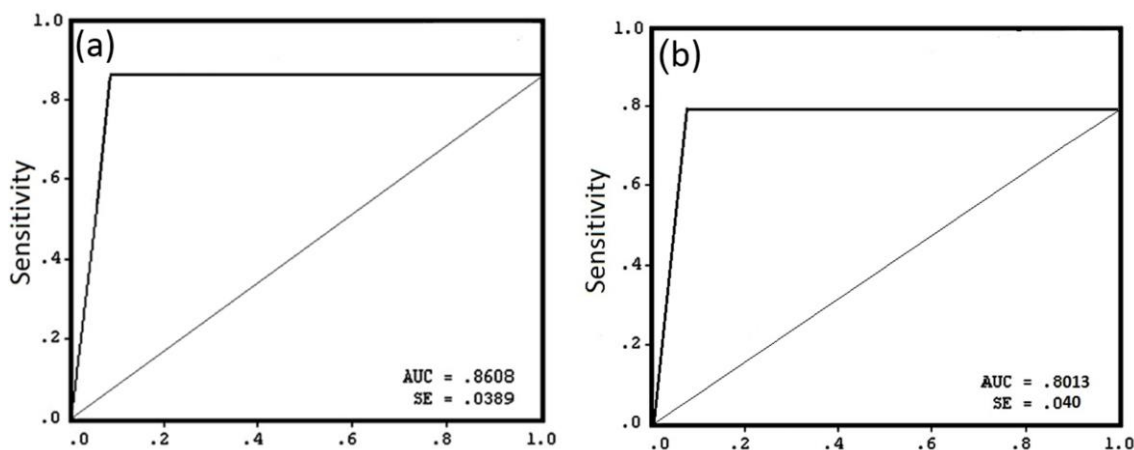 (a)
Sensitivity
1.0
.8
.6
.4
.2
.0
AUC = .8608
SE = .0389
.0 .2 .4 .6 .8 1.0
(b)
Sensitivity
1.0
.8
.6
.4
.2
.0
AUC = .8013
SE = .040
.0 .2 .4 .6 .8 1.0